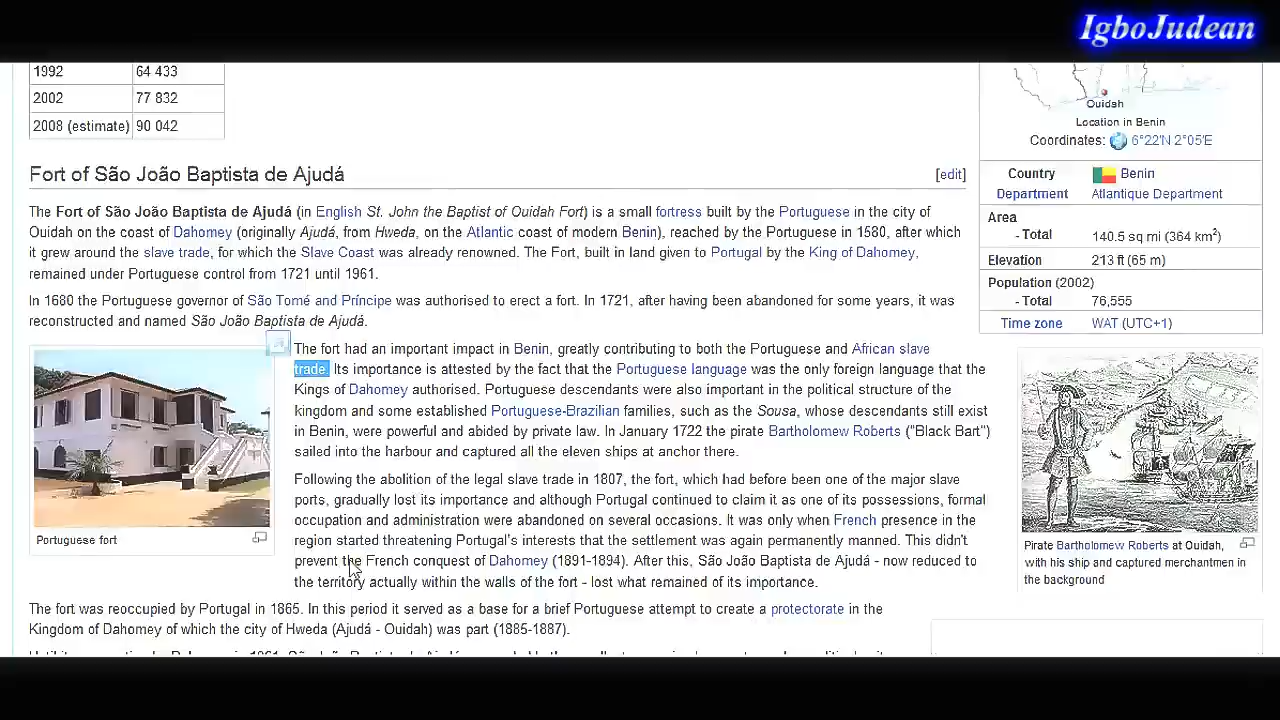 IgboJudean
1992 64 433
2002 77 832
2008 (estimate) 90 042
Fort of São João Baptista de Ajudá [edit]
The Fort of São João Baptista de Ajudá (in English St. John the Baptist of Ouidah Fort) is a small fortress built by the Portuguese in the city of
Ouidah on the coast of Dahomey (originally Ajudá, from Hweda, on the Atlantic coast of modern Benin), reached by the Portuguese in 1580, after which
it grew around the slave trade, for which the Slave Coast was already renowned. The Fort, built in land given to Portugal by the King of Dahomey,
remained under Portuguese control from 1721 until 1961.
In 1680 the Portuguese governor of São Tomé and Príncipe was authorised to erect a fort. In 1721, after having been abandoned for some years, it was
reconstructed and named São João Baptista de Ajudá.
The fort had an important impact in Benin, greatly contributing to both the Portuguese and African slave
trade. Its importance is attested by the fact that the Portuguese language was the only foreign language that the
Kings of Dahomey authorised. Portuguese descendants were also important in the political structure of the
kingdom and some established Portuguese-Brazilian families, such as the Sousa, whose descendants still exist
in Benin, were powerful and abided by private law. In January 1722 the pirate Bartholomew Roberts ("Black Bart")
sailed into the harbour and captured all the eleven ships at anchor there.
Following the abolition of the legal slave trade in 1807, the fort, which had before been one of the major slave
ports, gradually lost its importance and although Portugal continued to claim it as one of its possessions, formal
occupation and administration were abandoned on several occasions. It was only when French presence in the
region started threatening Portugal's interests that the settlement was again permanently manned. This didn't
prevent the French conquest of Dahomey (1891-1894). After this, São João Baptista de Ajudá - now reduced to
the territory actually within the walls of the fort - lost what remained of its importance.
Portuguese fort
The fort was reoccupied by Portugal in 1865. In this period it served as a base for a brief Portuguese attempt to create a protectorate in the
Kingdom of Dahomey of which the city of Hweda (Ajudá - Ouidah) was part (1885-1887).
Ouidah
Location in Benin
Coordinates: 6°22'N 2°05'E
Country Benin
Department Atlantique Department
Area
- Total 140.5 sq mi (364 km²)
Elevation 213 ft (65 m)
Population (2002)
- Total 76,555
Time zone WAT (UTC+1)
Pirate Bartholomew Roberts at Ouidah,
with his ship and captured merchantmen in
the background